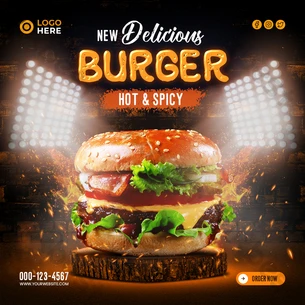 LOGO
HERE
NEW Delicious
BURGER
HOT & SPICY
000-123-4567
WWW.YOURWEBSITE.COM
ORDER NOW